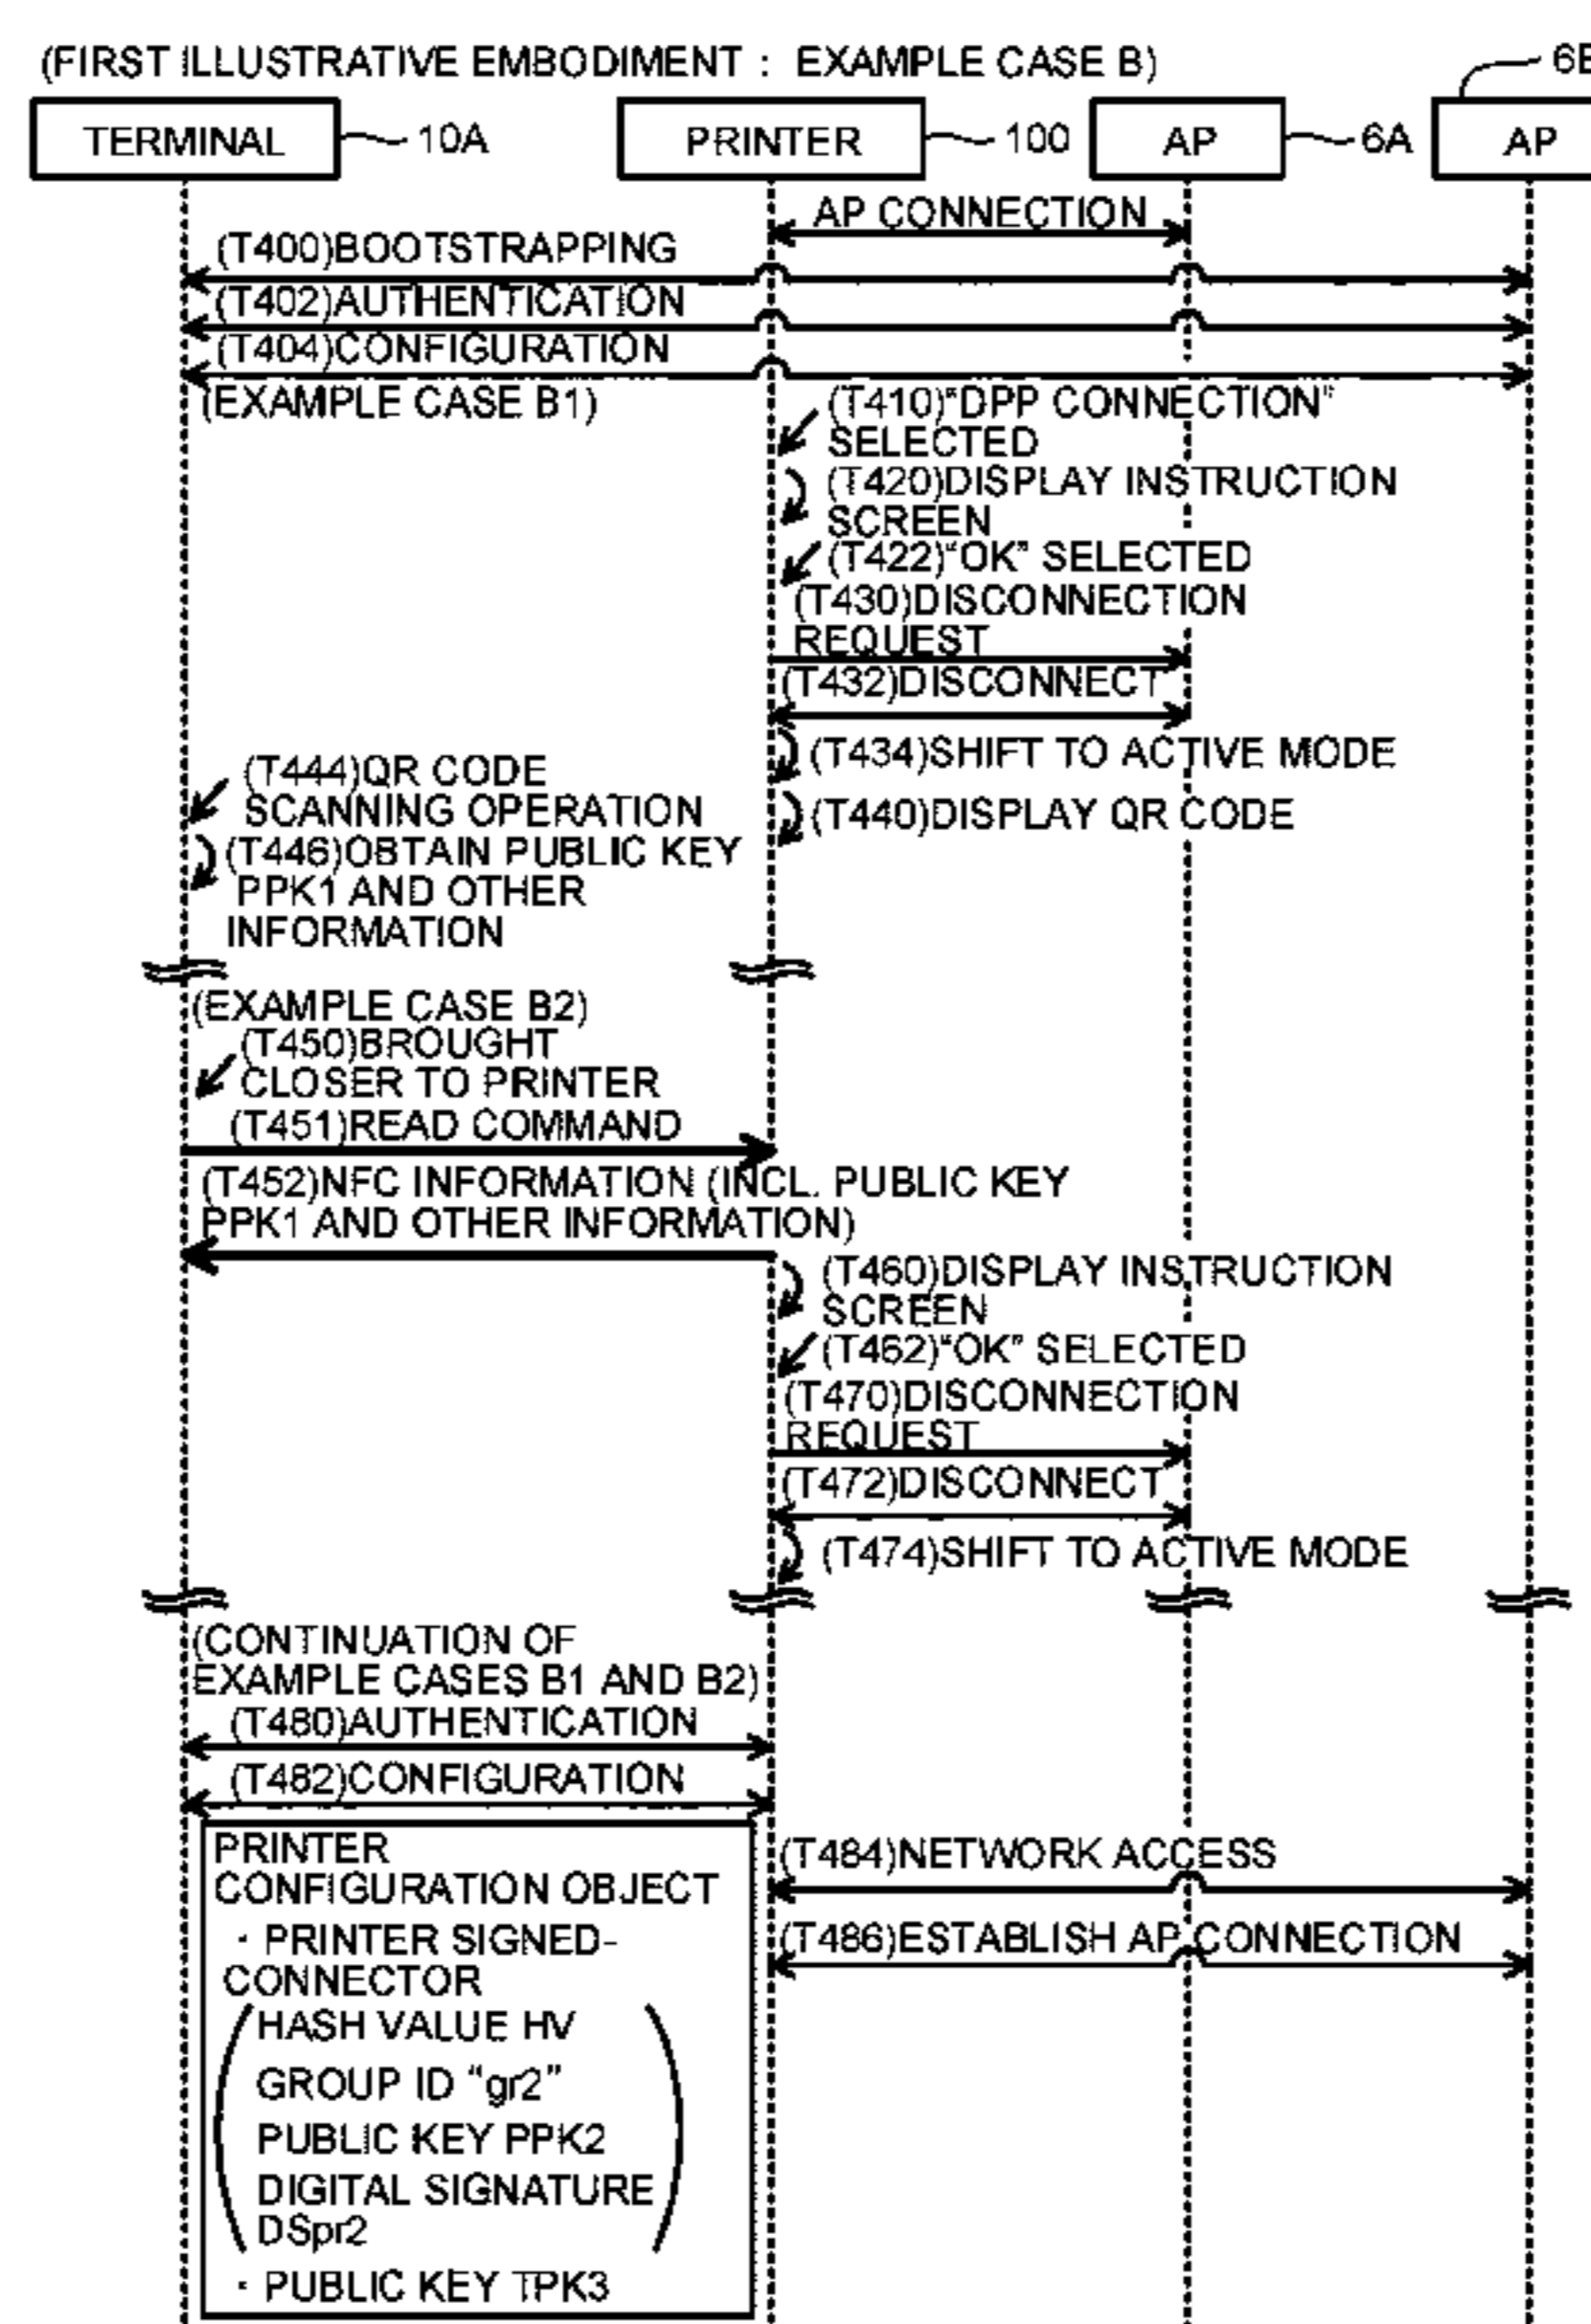 (FIRST ILLUSTRATIVE EMBODIMENT : EXAMPLE CASE B)
6B
TERMINAL
10A
PRINTER
100
AP
6A
AP
AP CONNECTION
(T400)BOOTSTRAPPING
(T402)AUTHENTICATION
(T404)CONFIGURATION
(EXAMPLE CASE B1)
(T410)"DPP CONNECTION"
SELECTED
(T420)DISPLAY INSTRUCTION
SCREEN
(T422)"OK" SELECTED
(T430)DISCONNECTION
REQUEST
(T432)DISCONNECT
(T434)SHIFT TO ACTIVE MODE
(T440)DISPLAY QR CODE
(T444)QR CODE
SCANNING OPERATION
(T446)OBTAIN PUBLIC KEY
PPK1 AND OTHER
INFORMATION
(EXAMPLE CASE B2)
(T450)BROUGHT
CLOSER TO PRINTER
(T451)READ COMMAND
(T452)NFC INFORMATION (INCL. PUBLIC KEY
PPK1 AND OTHER INFORMATION)
(T460)DISPLAY INSTRUCTION
SCREEN
(T462)"OK" SELECTED
(T470)DISCONNECTION
REQUEST
(T472)DISCONNECT
(T474)SHIFT TO ACTIVE MODE
(CONTINUATION OF
EXAMPLE CASES B1 AND B2)
(T480)AUTHENTICATION
(T482)CONFIGURATION
PRINTER
CONFIGURATION OBJECT
・PRINTER SIGNED-
CONNECTOR
HASH VALUE HV
GROUP ID “gr2”
PUBLIC KEY PPK2
DIGITAL SIGNATURE
DSpr2
・PUBLIC KEY TPK3
(T484)NETWORK ACCESS
(T486)ESTABLISH AP CONNECTION